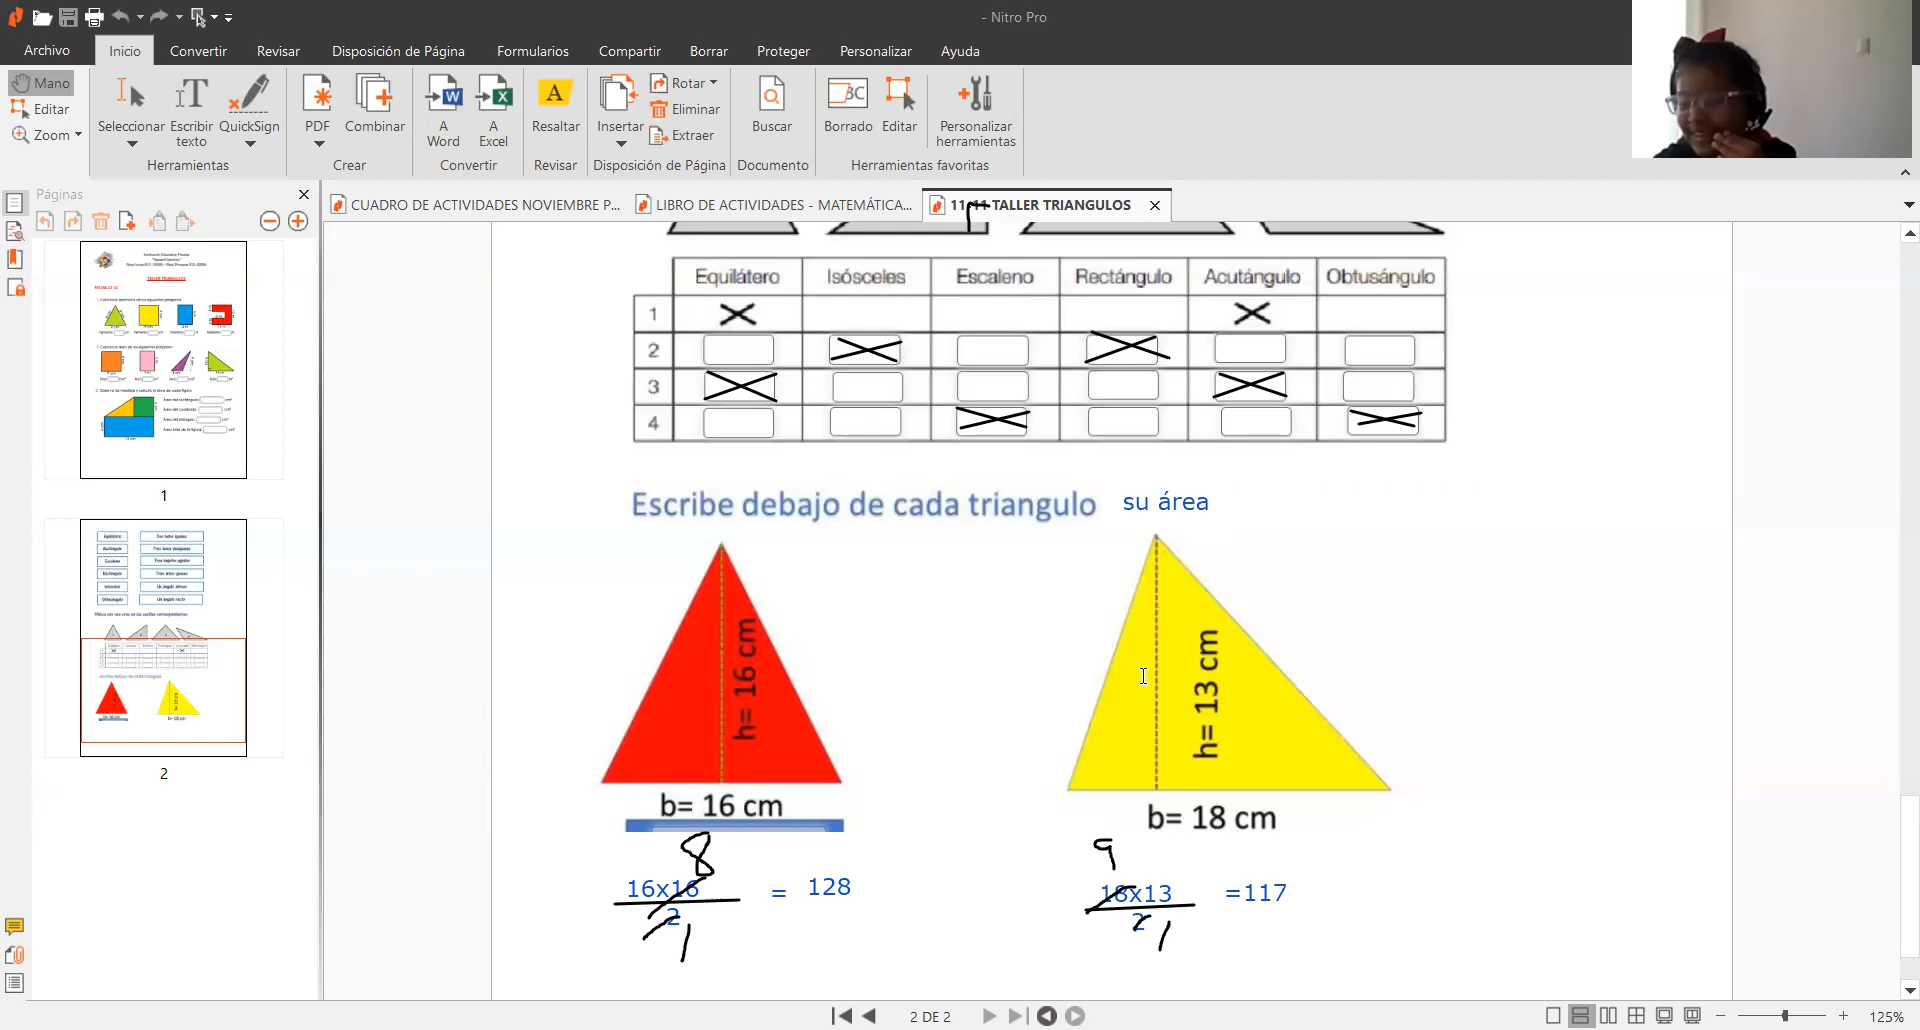 - Nitro Pro
Archivo Inicio Convertir Revisar Disposición de Página Formularios Compartir Borrar Proteger Personalizar Ayuda
Mano
Editar
Zoom
Seleccionar Escribir texto QuickSign
Herramientas
PDF Combinar
Crear
A Word A Excel
Convertir
Resaltar
Revisar
Insertar
Rotar
Eliminar
Extraer
Disposición de Página
Buscar
Documento
Borrado Editar Personalizar herramientas
Herramientas favoritas
Páginas
CUADRO DE ACTIVIDADES NOVIEMBRE P... LIBRO DE ACTIVIDADES - MATEMÁTICA... 11-11 TALLER TRIANGULOS
TALLER TRIANGULOS
1
2
Equilátero Isósceles Escaleno Rectángulo Acutángulo Obtusángulo
1
2
3
4
Escribe debajo de cada triangulo su área
h= 16 cm
b= 16 cm
h= 13 cm
b= 18 cm
8
16x16 = 128
2
1
9
18x13 =117
2
1
2 DE 2
125%